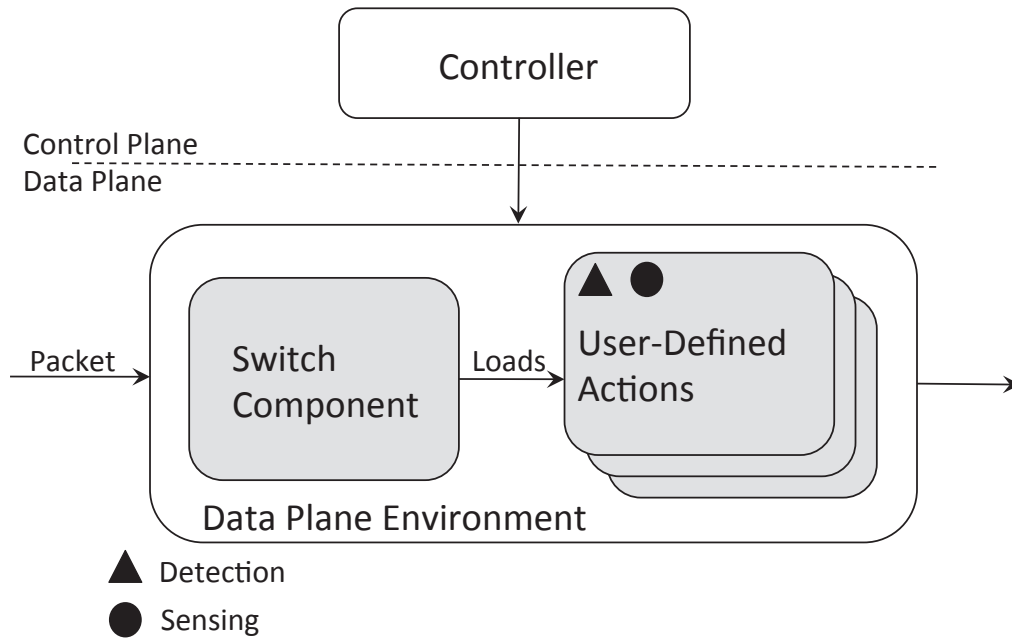 Controller
Control Plane
Data Plane
Packet
Switch
Component
Loads
User-Defined
Actions
Data Plane Environment
Detection
Sensing